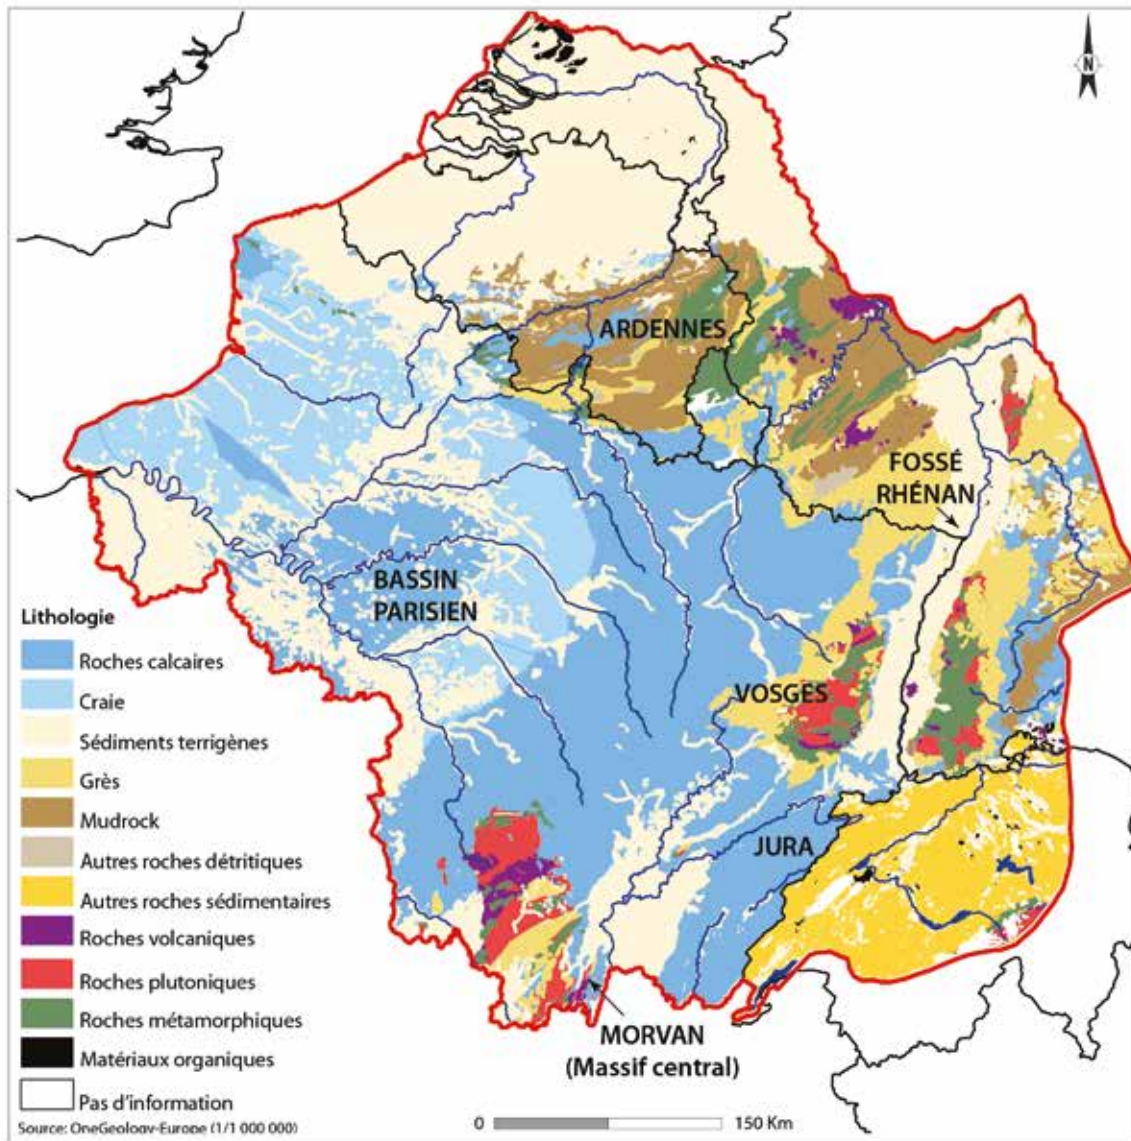 N
ARDENNES
FOSSÉ
RHÉNAN
BASSIN
PARISIEN
VOSGES
JURA
MORVAN
(Massif central)
Lithologie
Roches calcaires
Craie
Sédiments terrigènes
Grès
Mudrock
Autres roches détritiques
Autres roches sédimentaires
Roches volcaniques
Roches plutoniques
Roches métamorphiques
Matériaux organiques
Pas d'information
Source: OneGeology-Europe (1/1 000 000)
0 150 Km